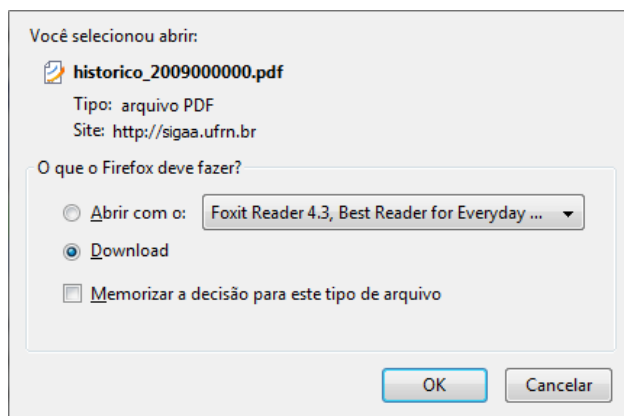 Você selecionou abrir:
historico_2009000000.pdf
Tipo: arquivo PDF
Site: http://sigaa.ufrn.br
O que o Firefox deve fazer?
Abrir com o: Foxit Reader 4.3, Best Reader for Everyday ...
Download
Memorizar a decisão para este tipo de arquivo
OK Cancelar